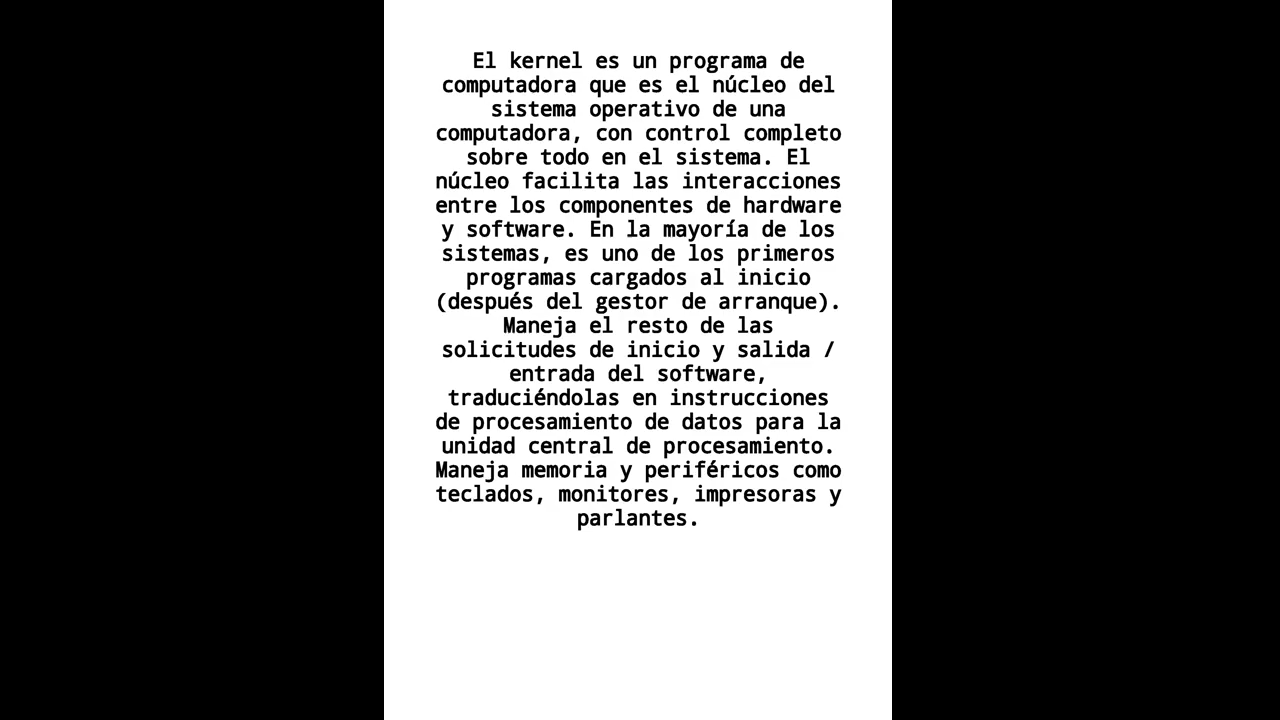 El kernel es un programa de
computadora que es el núcleo del
sistema operativo de una
computadora, con control completo
sobre todo en el sistema. El
núcleo facilita las interacciones
entre los componentes de hardware
y software. En la mayoría de los
sistemas, es uno de los primeros
programas cargados al inicio
(después del gestor de arranque).
Maneja el resto de las
solicitudes de inicio y salida /
entrada del software,
traduciéndolas en instrucciones
de procesamiento de datos para la
unidad central de procesamiento.
Maneja memoria y periféricos como
teclados, monitores, impresoras y
parlantes.